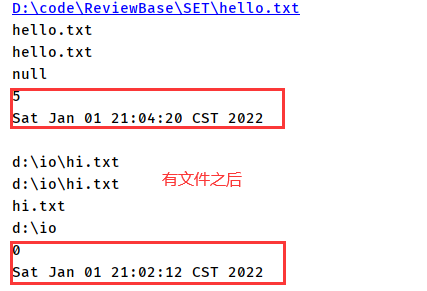 D:\code\ReviewBase\SET\hello.txt
hello.txt
hello.txt
null
5
Sat Jan 01 21:04:20 CST 2022
d:\io\hi.txt
d:\io\hi.txt
有文件之后
hi.txt
d:\io
0
Sat Jan 01 21:02:12 CST 2022